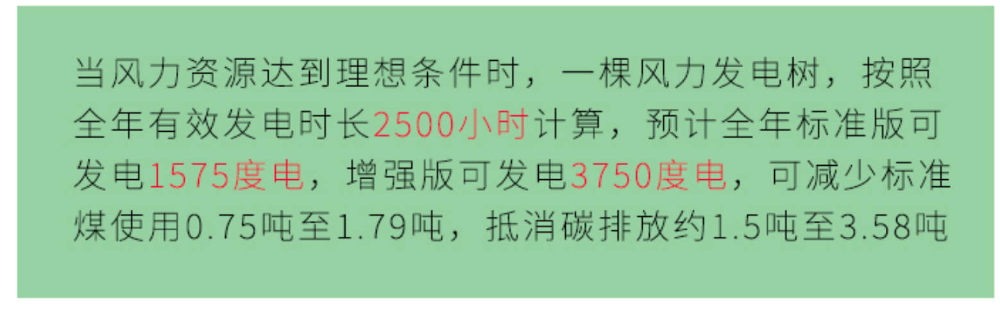 当风力资源达到理想条件时，一棵风力发电树，按照
全年有效发电时长2500小时计算，预计全年标准版可
发电1575度电，增强版可发电3750度电，可减少标准
煤使用0.75吨至1.79吨，抵消碳排放约1.5吨至3.58吨